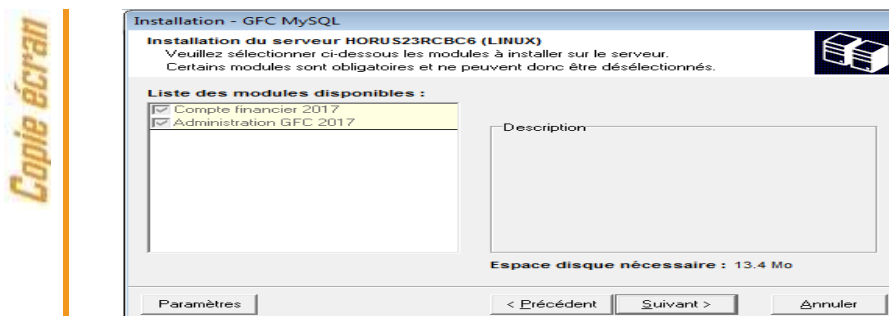 Copie écran
Installation - GFC MySQL
Installation du serveur HORUS23RCBC6 (LINUX)
Veuillez sélectionner ci-dessous les modules à installer sur le serveur.
Certains modules sont obligatoires et ne peuvent donc être désélectionnés.
Liste des modules disponibles :
Compte financier 2017
Administration GFC 2017
Description
Espace disque nécessaire : 13.4 Mo
Paramètres
< Précédent
Suivant >
Annuler